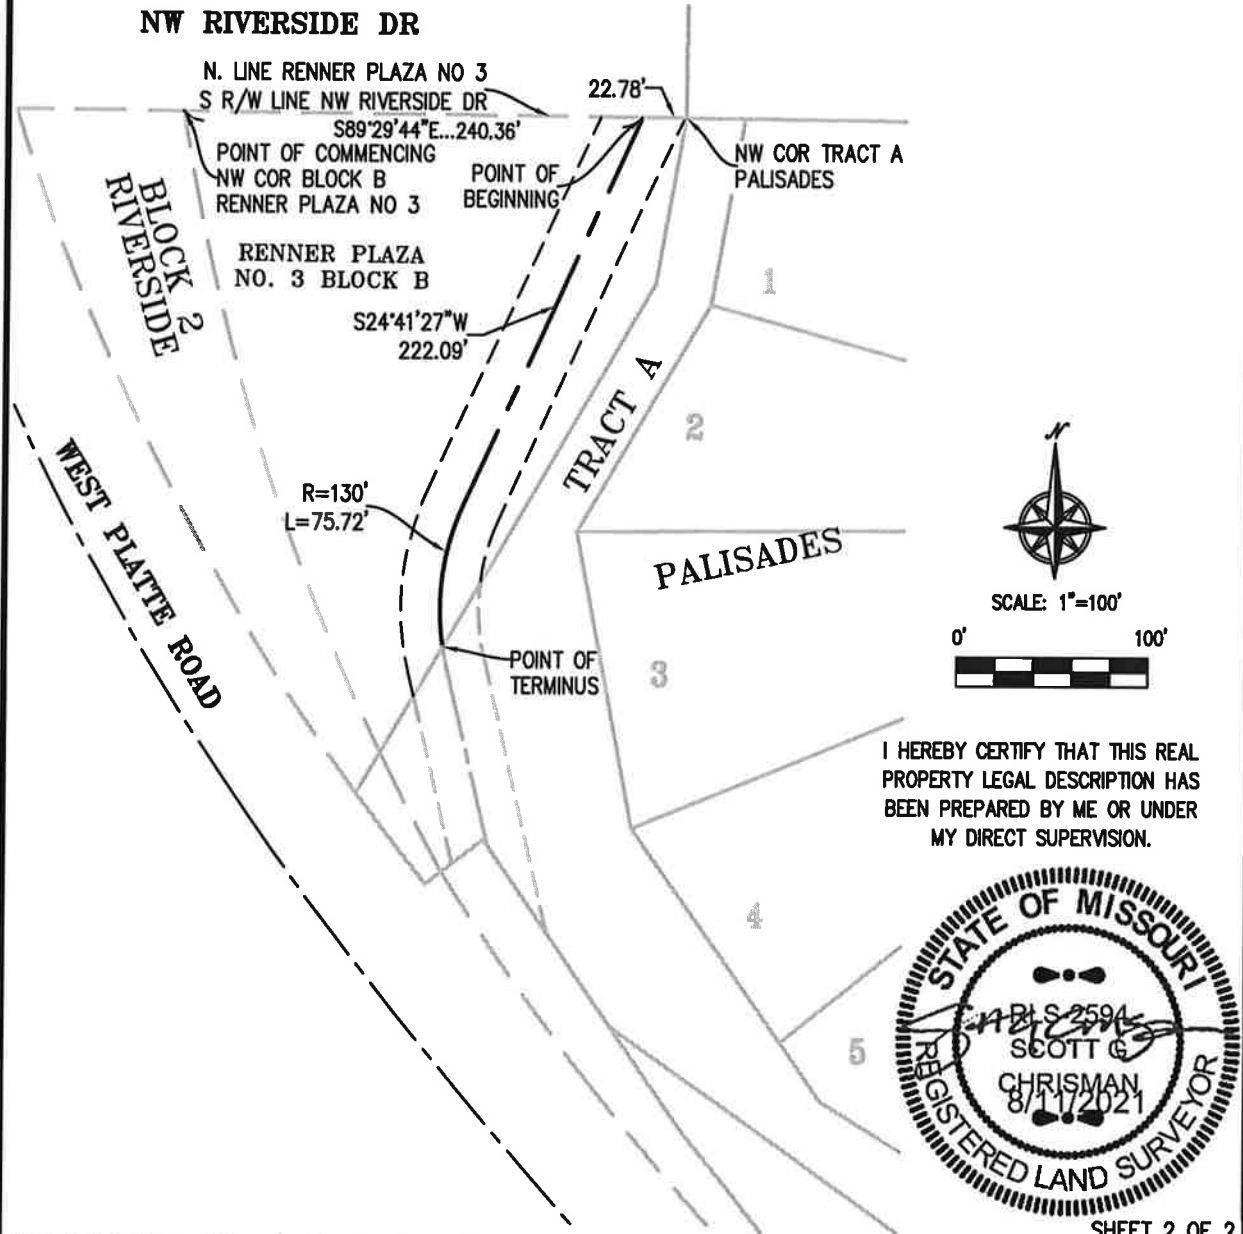 NW RIVERSIDE DR
N. LINE RENNER PLAZA NO 3
S R/W LINE NW RIVERSIDE DR
S89°29'44"E...240.36'
22.78'
POINT OF COMMENCING
NW COR BLOCK B
RENNER PLAZA NO 3
POINT OF
BEGINNING
NW COR TRACT A
PALISADES
BLOCK 2
RIVERSIDE
RENNER PLAZA
NO. 3 BLOCK B
1
S24°41'27"W
222.09'
TRACT A
2
WEST PLATTE ROAD
R=130'
L=75.72'
PALISADES
N
SCALE: 1"=100'
0' 100'
POINT OF
TERMINUS
3
I HEREBY CERTIFY THAT THIS REAL
PROPERTY LEGAL DESCRIPTION HAS
BEEN PREPARED BY ME OR UNDER
MY DIRECT SUPERVISION.
4
5
STATE OF MISSOURI
PLS-2594
SCOTT G
CHRISMAN
8/11/2021
REGISTERED LAND SURVEYOR
SHEET 2 OF 2